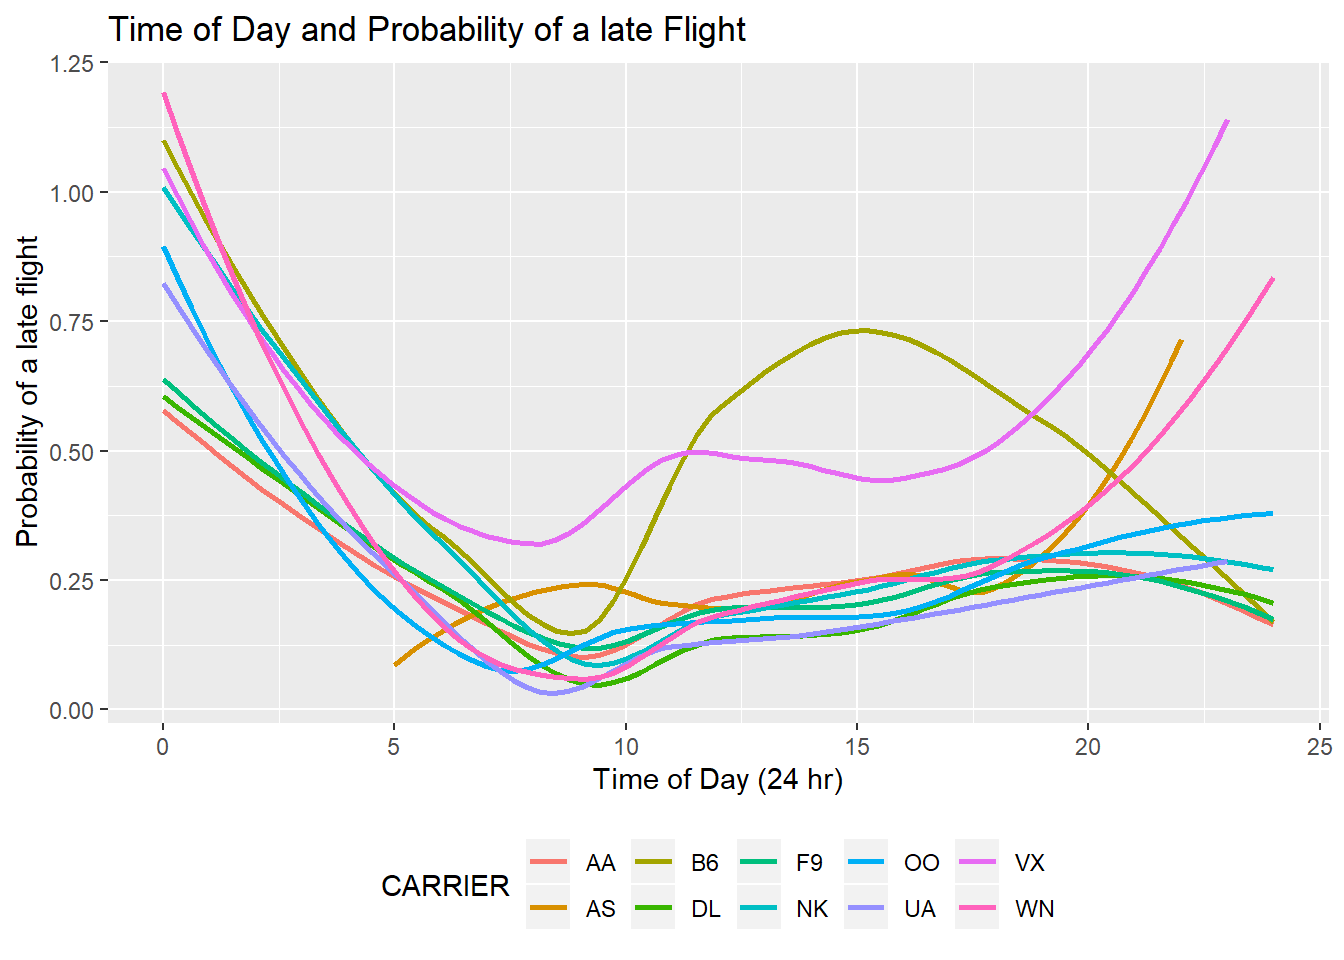 Time of Day and Probability of a late Flight
Probability of a late flight
1.25
1.00
0.75
0.50
0.25
0.00
0 5 10 15 20 25
Time of Day (24 hr)
CARRIER
AA B6 F9 OO VX
AS DL NK UA WN